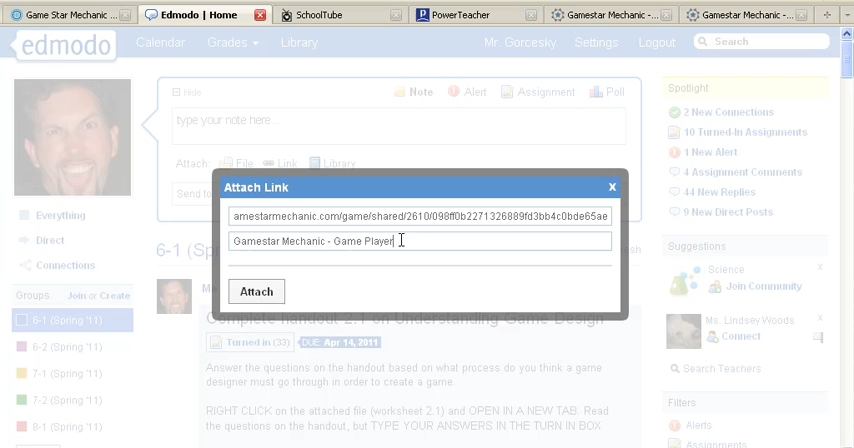 Game Star Mechanic ...
Edmodo | Home
SchoolTube
PowerTeacher
Gamestar Mechanic - ...
Gamestar Mechanic - ...
edmodo
Calendar
Grades
Library
Mr. Gorcesky
Settings
Logout
Search
Hide
Note
Alert
Assignment
Poll
type your note here...
Attach:
File
Link
Library
Send to
Attach Link
X
amestarmechanic.com/game/shared/2610/098ff0b2271326889fd3bb4c0bde65ae
Gamestar Mechanic - Game Player
Attach
Everything
Direct
Connections
Groups
Join or Create
6-1 (Spring '11)
6-2 (Spring '11)
7-1 (Spring '11)
7-2 (Spring '11)
8-1 (Spring '11)
6-1 (
Complete handout 2.1 on Understanding Game Design
Turned in (33)
DUE: Apr 14, 2011
Answer the questions on the handout based on what process do you think a game
designer must go through in order to create a game.
RIGHT CLICK on the attached file (worksheet 2.1) and OPEN IN A NEW TAB. Read
the questions on the handout, but TYPE YOUR ANSWERS IN THE TURN IN BOX
Spotlight
2 New Connections
10 Turned-In Assignments
1 New Alert
4 Assignment Comments
44 New Replies
9 New Direct Posts
Suggestions
Science
x
Join Community
Ms. Lindsey Woods
x
Connect
Search Teachers
Filters
Alerts